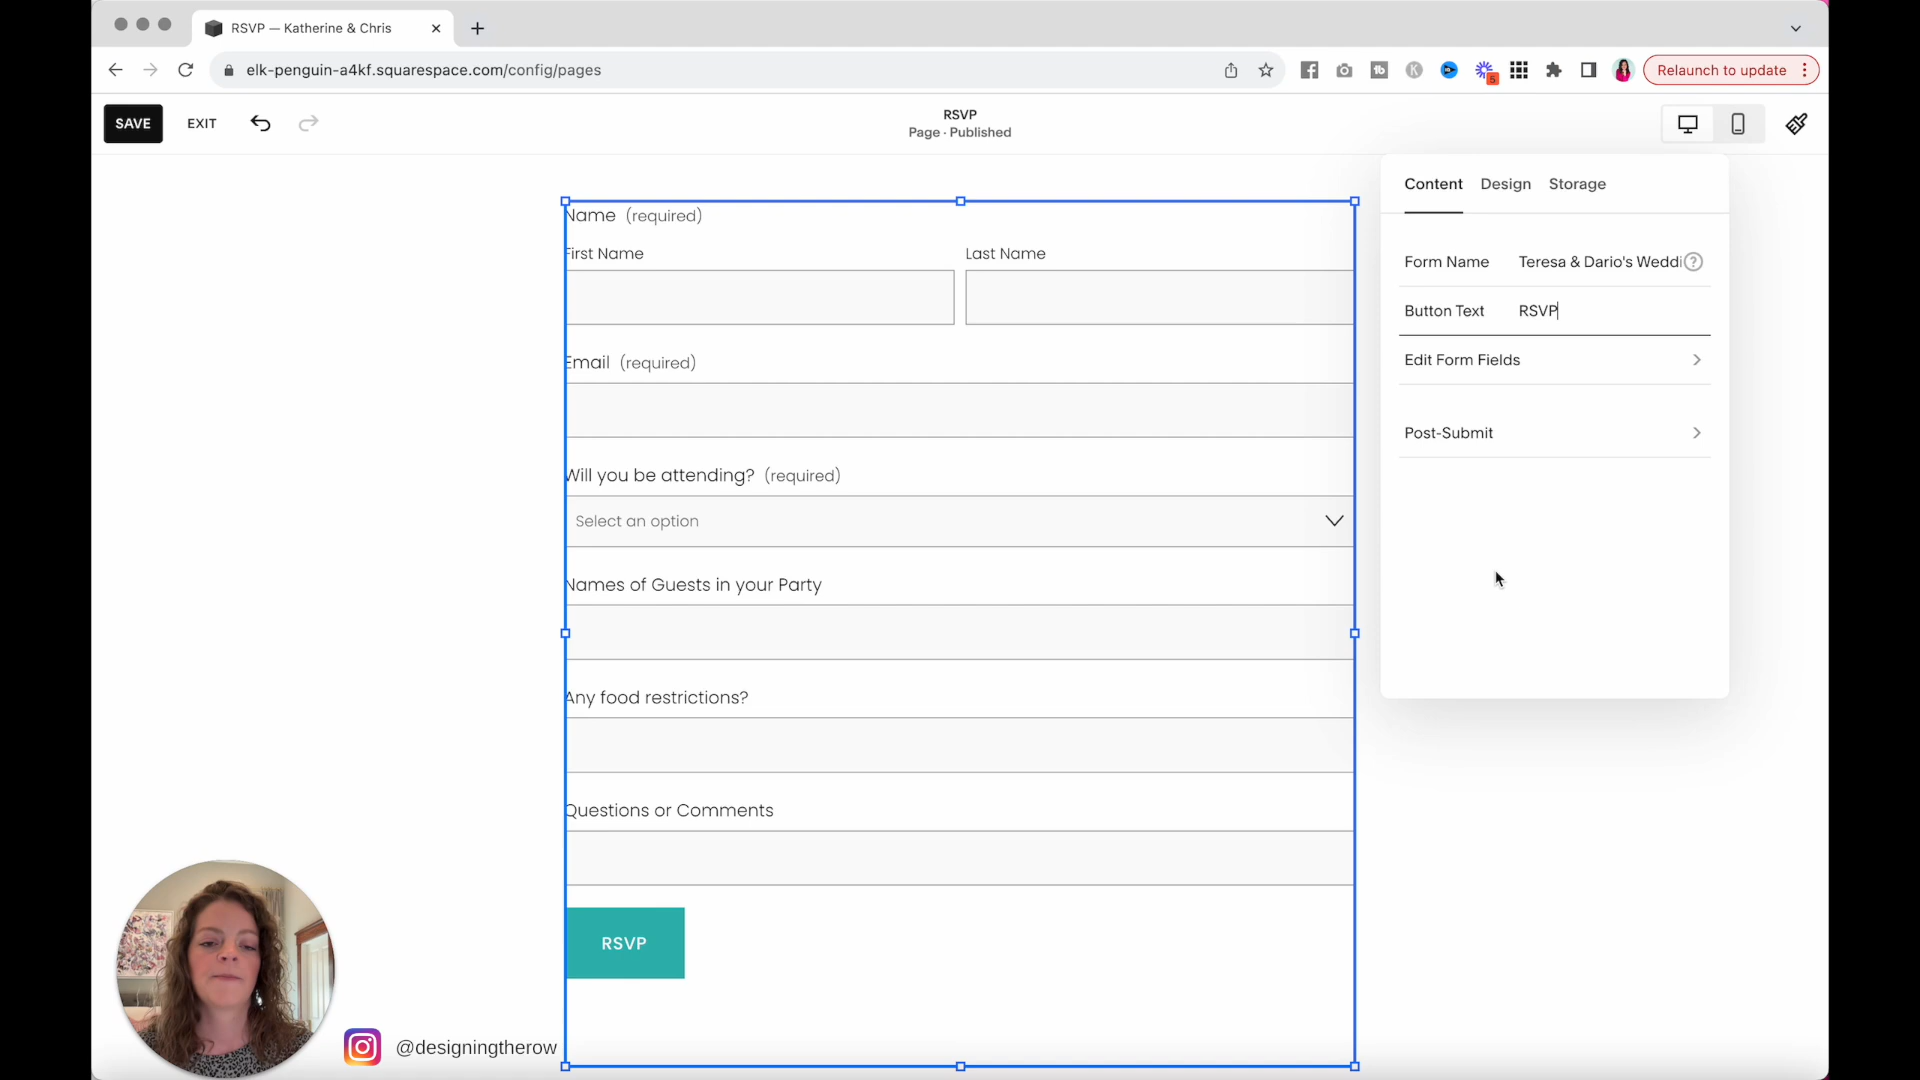 RSVP — Katherine & Chris
elk-penguin-a4kf.squarespace.com/config/pages
5
Relaunch to update
SAVE
EXIT
RSVP
Page · Published
Content
Design
Storage
Form Name
Teresa & Dario's Weddi
?
Button Text
RSVP
Edit Form Fields
Post-Submit
Name (required)
First Name
Last Name
Email (required)
Will you be attending? (required)
Select an option
Names of Guests in your Party
Any food restrictions?
Questions or Comments
RSVP
@designingtherow